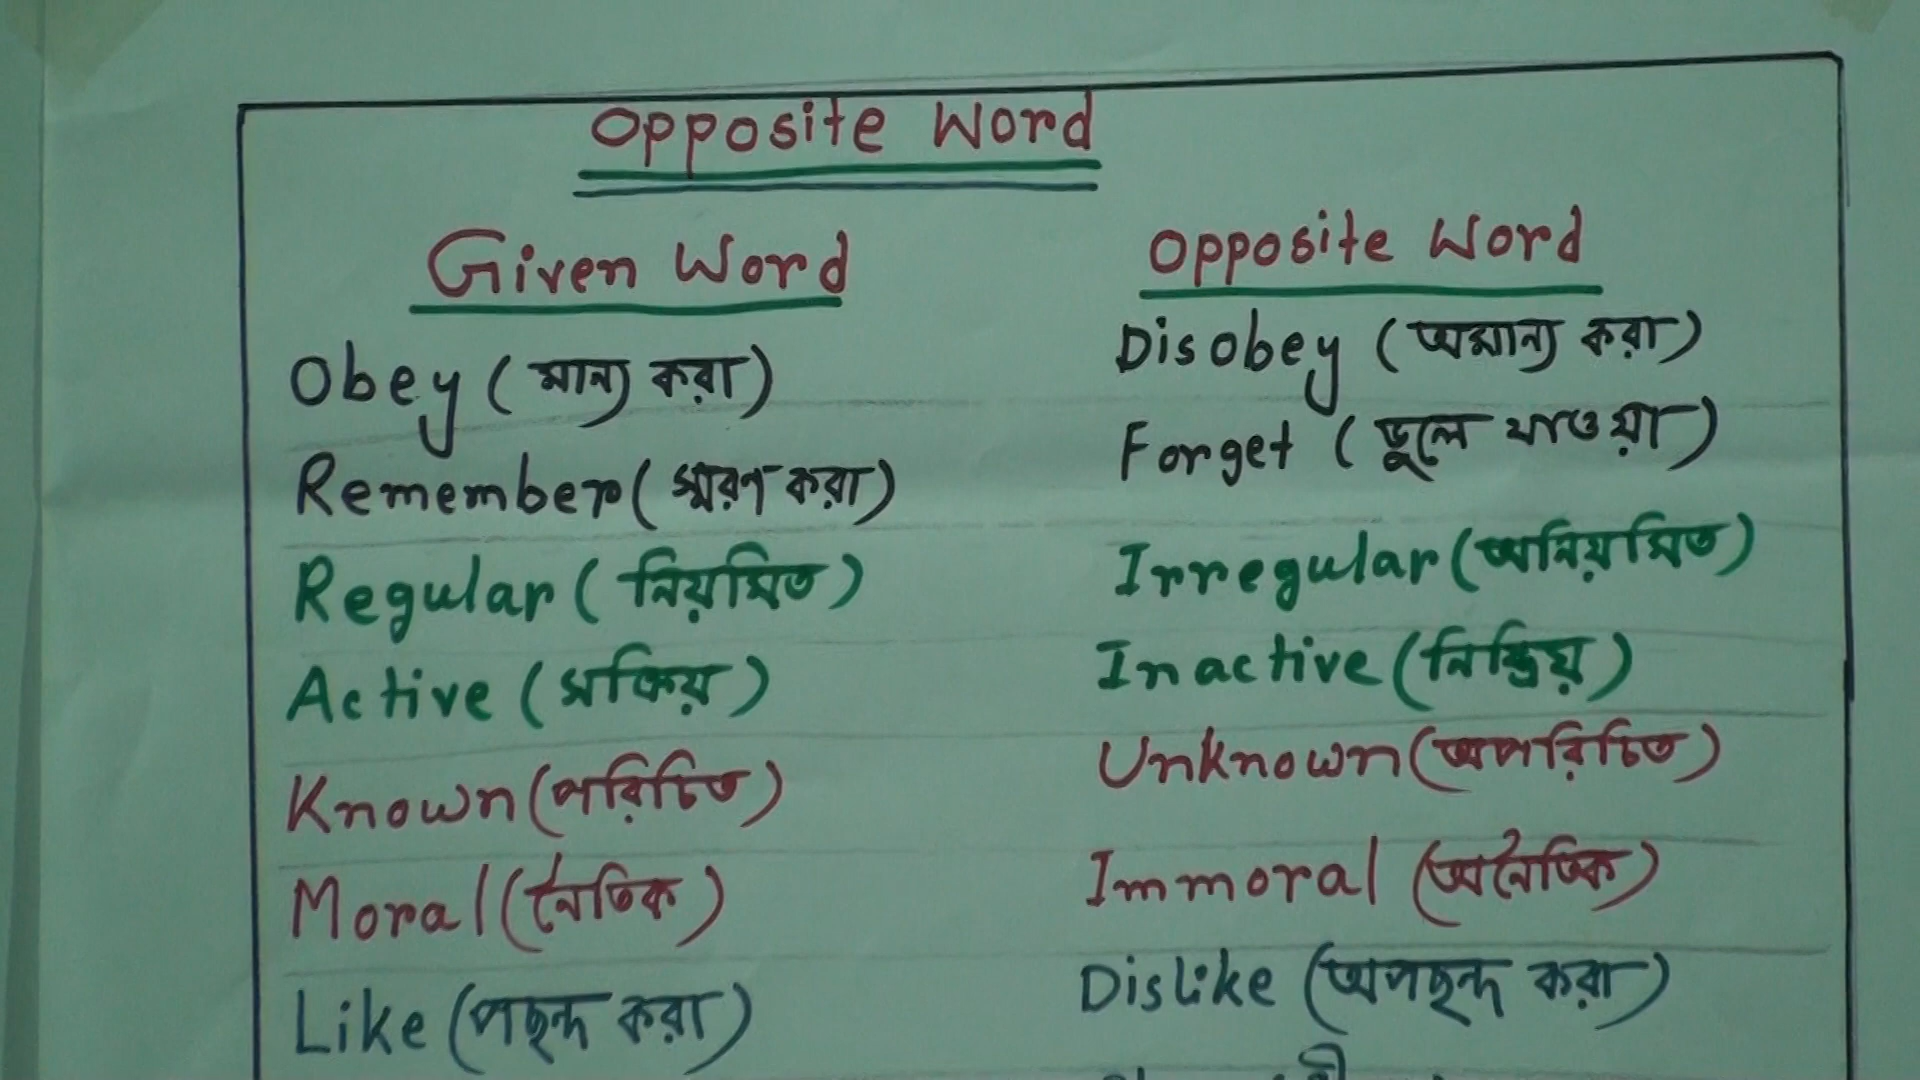 Opposite Word
Given Word Opposite Word
Obey (মান্য করা) Disobey (অমান্য করা)
Remember (স্মরণ করা) Forget (ভুলে যাওয়া)
Regular (নিয়মিত) Irregular (অনিয়মিত)
Active (সক্রিয়) Inactive (নিষ্ক্রিয়)
Known (পরিচিত) Unknown (অপরিচিত)
Moral (নৈতিক) Immoral (অনৈতিক)
Like (পছন্দ করা) Dislike (অপছন্দ করা)